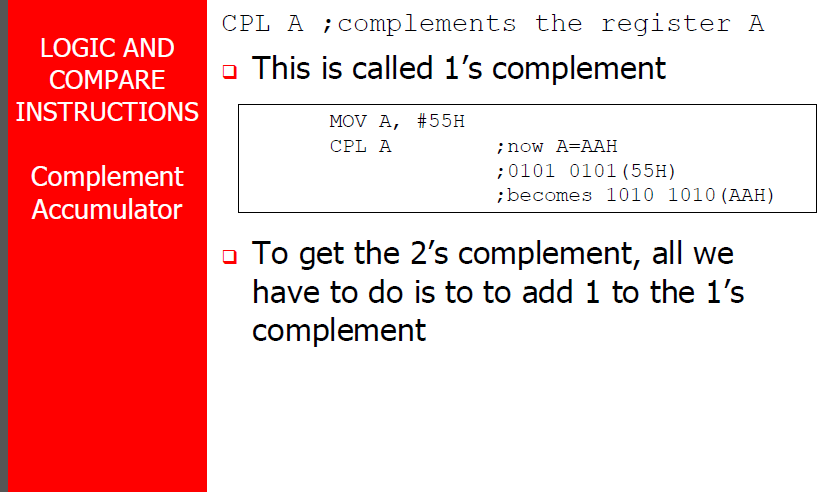 LOGIC AND
COMPARE
INSTRUCTIONS
Complement
Accumulator
CPL A ;complements the register A
This is called 1’s complement
MOV A, #55H
CPL A ;now A=AAH
;0101 0101(55H)
;becomes 1010 1010(AAH)
To get the 2’s complement, all we
have to do is to to add 1 to the 1’s
complement